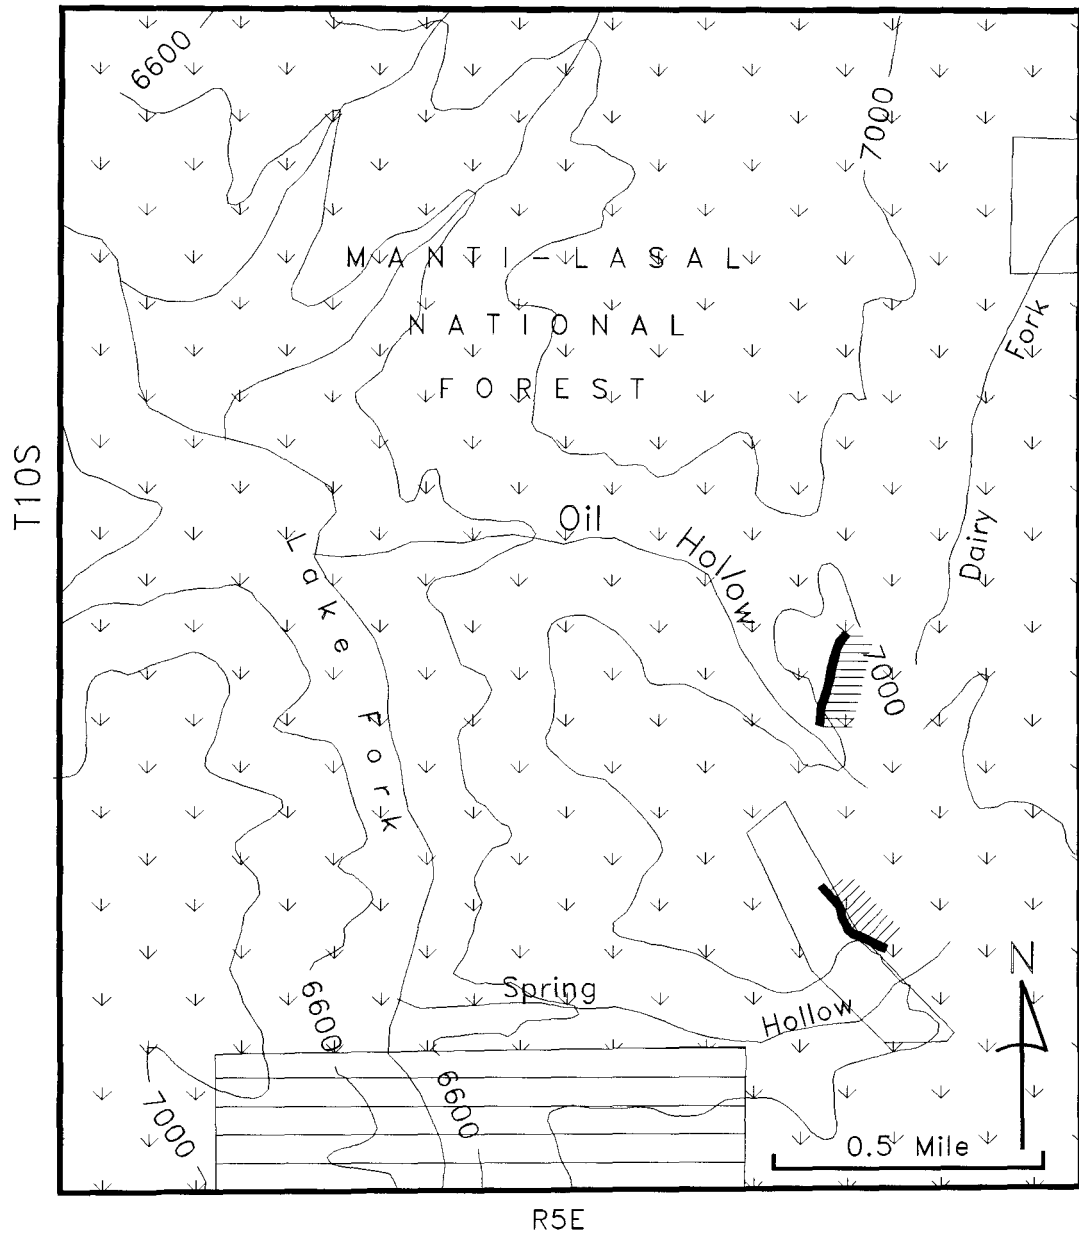 6600
7000
MANTI-LASAL
NATIONAL
FOREST
Fork
Dairy
T10S
Oil
Hollow
Lake
Fork
7000
Spring
Hollow
N
6600
6600
7000
0.5 Mile
R5E